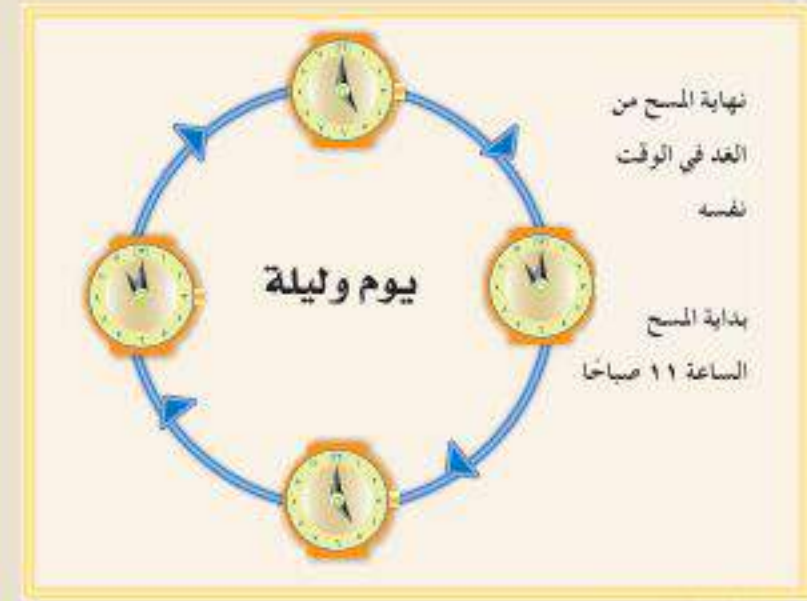 نهاية المسح من
الغد في الوقت
نفسه
يوم وليلة
بداية المسح
الساعة ١١ صباحًا